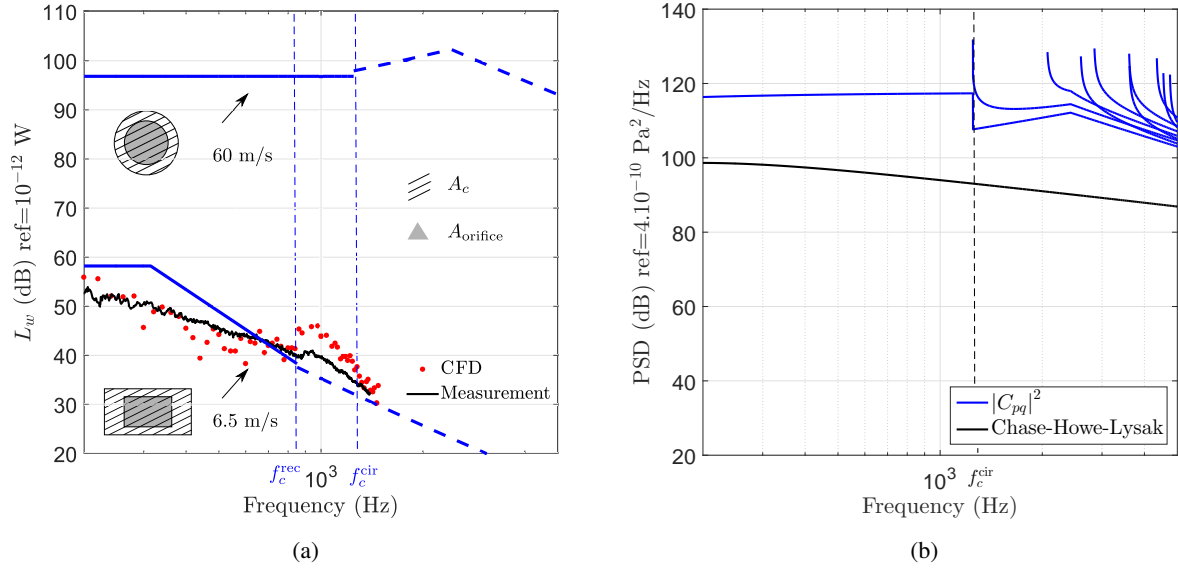 110
100
90
80
70
60
50
40
30
20
L_w (dB) ref=10^{-12} W
60 m/s
A_c
A_orifice
CFD
Measurement
6.5 m/s
f_c^rec
10^3
f_c^cir
Frequency (Hz)
(a)
140
120
100
80
60
40
20
PSD (dB) ref=4.10^{-10} Pa^2/Hz
|C_{pq}|^2
Chase-Howe-Lysak
10^3
f_c^cir
Frequency (Hz)
(b)